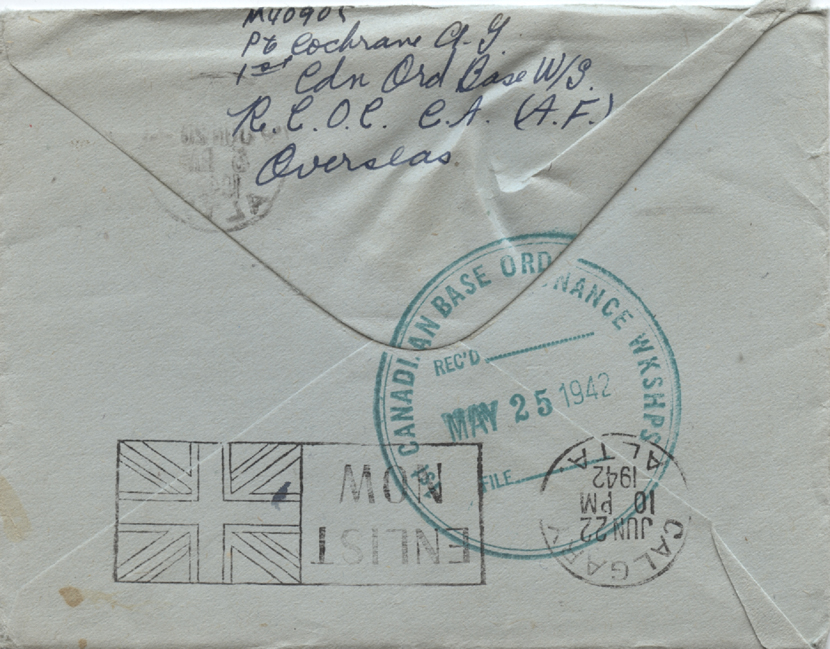 M40905
Pte Cochrane A. G.
1st Cdn Ord Base W/S.
R.C.O.C. C.A. (A.F.)
Overseas.
1ST CANADIAN BASE ORDNANCE WKSHPS
REC'D
MAY 25 1942
FILE
ENLIST
NOW
CALGARY
JUN 22
10 PM
1942
ALTA